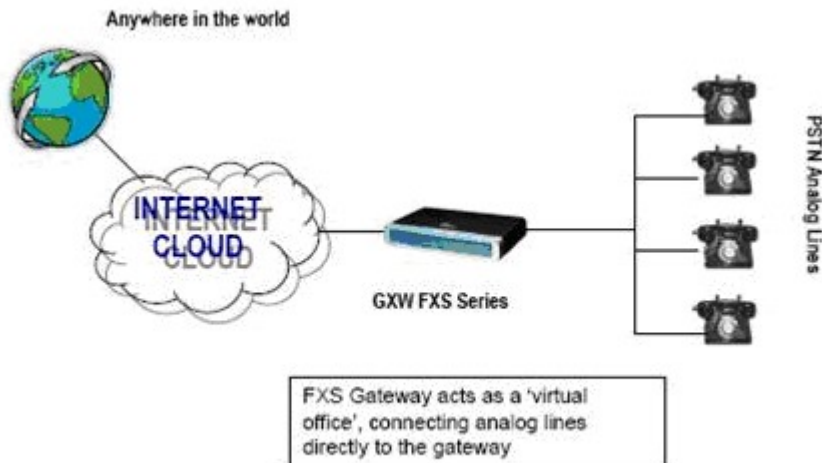 Anywhere in the world
INTERNET
CLOUD
GXW FXS Series
PSTN Analog Lines
FXS Gateway acts as a 'virtual
office', connecting analog lines
directly to the gateway